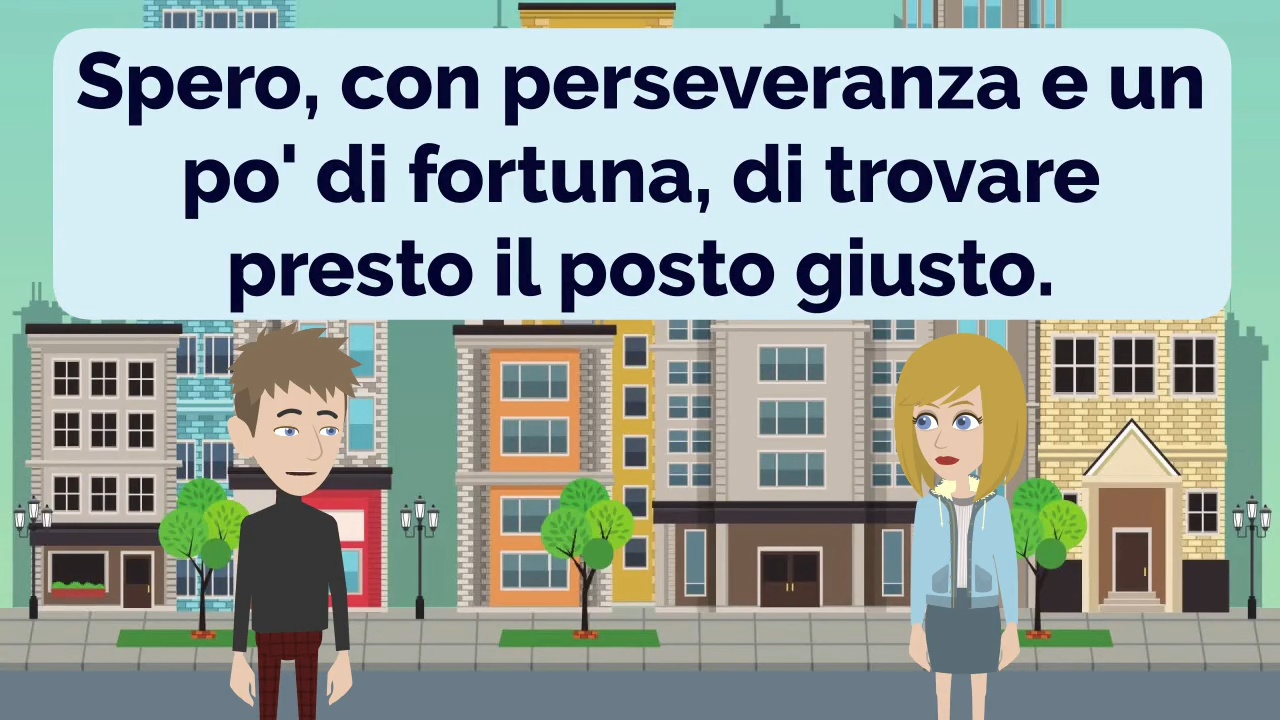 Spero, con perseveranza e un
po' di fortuna, di trovare
presto il posto giusto.